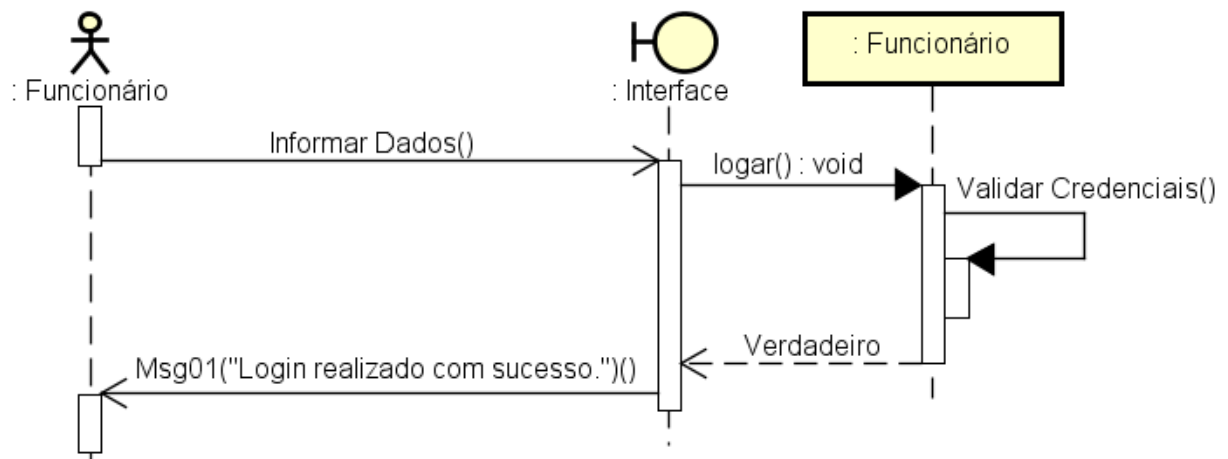 : Funcionário
: Interface
: Funcionário
Informar Dados()
logar() : void
Validar Credenciais()
Verdadeiro
Msg01("Login realizado com sucesso.")()